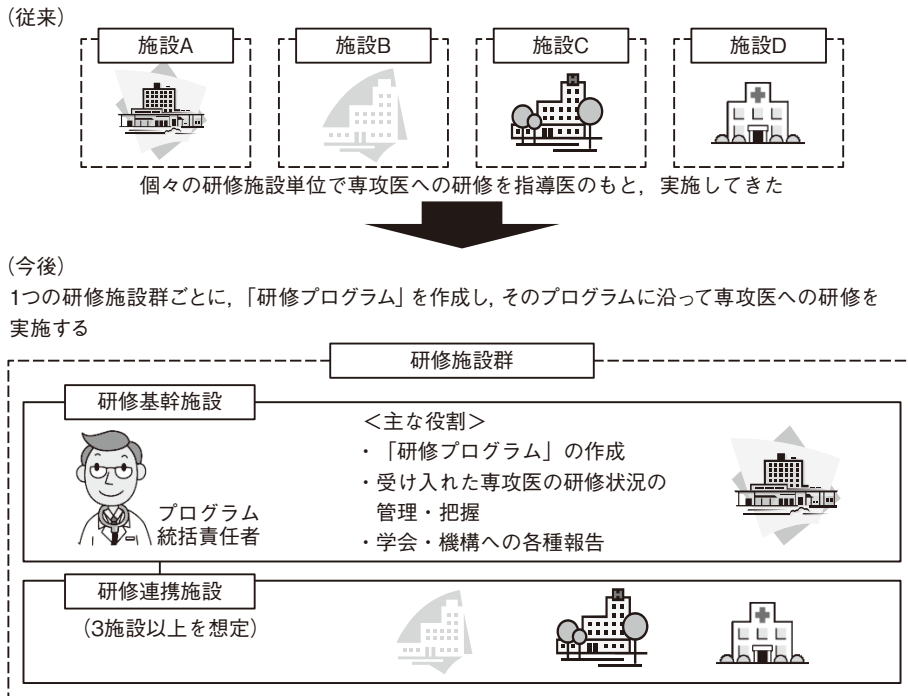 （従来）
施設A
施設B
施設C
施設D
個々の研修施設単位で専攻医への研修を指導医のもと，実施してきた
（今後）
1つの研修施設群ごとに，「研修プログラム」を作成し，そのプログラムに沿って専攻医への研修を
実施する
研修施設群
研修基幹施設
プログラム
統括責任者
＜主な役割＞
・「研修プログラム」の作成
・受け入れた専攻医の研修状況の
管理・把握
・学会・機構への各種報告
研修連携施設
（3施設以上を想定）